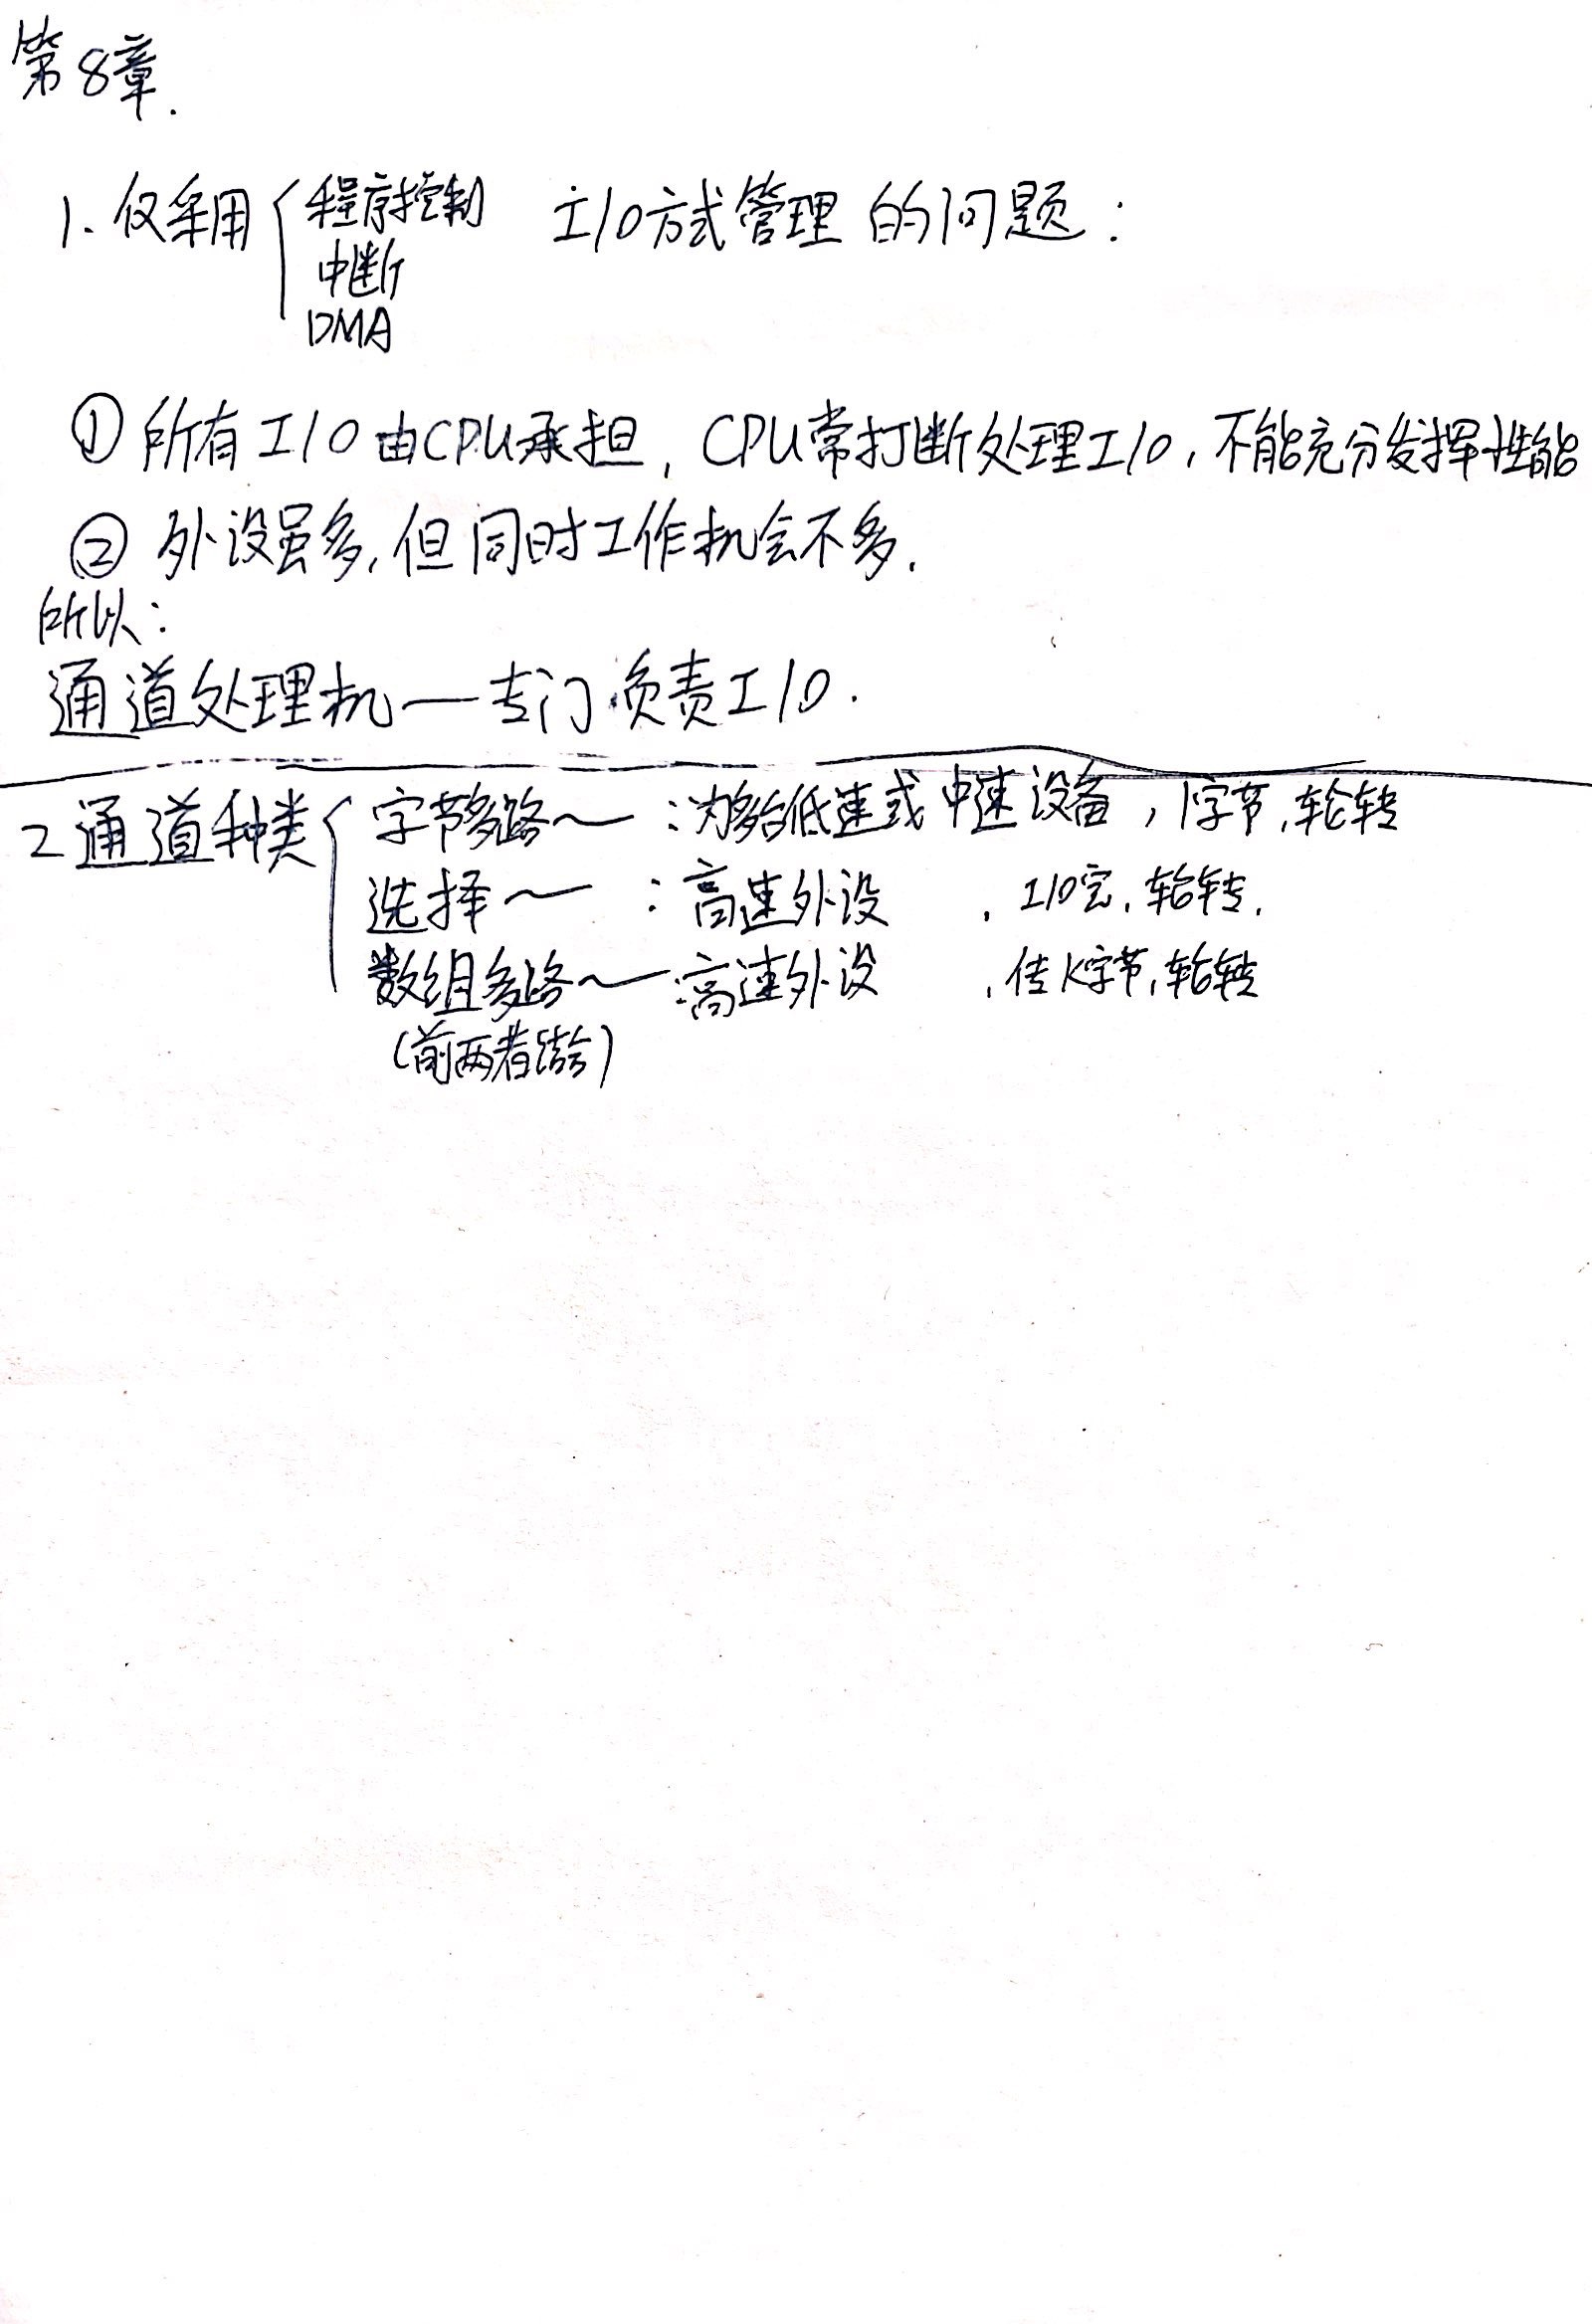 第8章.
1. 仅采用 { 程序控制 I/O方式管理的问题:
中断
DMA
① 所有I/O由CPU承担, CPU常打断处理I/O, 不能充分发挥性能
② 外设虽多, 但同时工作机会不多.
所以:
通道处理机—专门负责I/O.
2 通道种类 { 字节多路～ : 为多台低速或中速设备, 1字节, 轮转
选择～ : 高速外设 , I/O完, 轮转.
数组多路～ : 高速外设 , 传K字节, 轮转
(前两者结合)